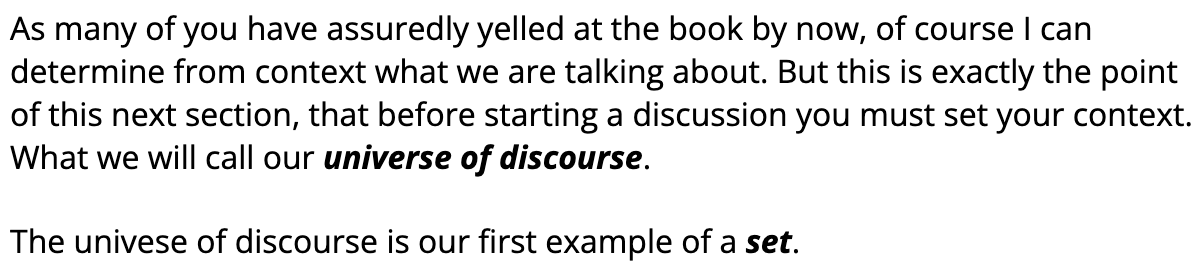 As many of you have assuredly yelled at the book by now, of course I can
determine from context what we are talking about. But this is exactly the point
of this next section, that before starting a discussion you must set your context.
What we will call our universe of discourse.
The univese of discourse is our first example of a set.